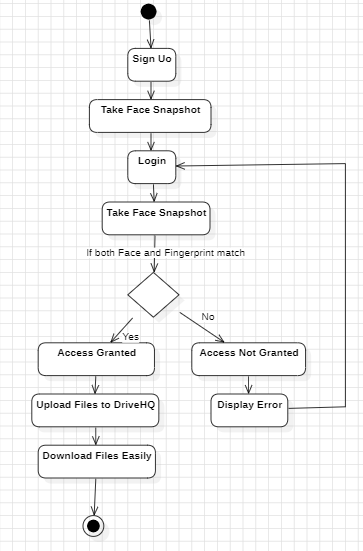 Sign Uo
Take Face Snapshot
Login
Take Face Snapshot
If both Face and Fingerprint match
No
Yes
Access Granted
Access Not Granted
Upload Files to DriveHQ
Display Error
Download Files Easily